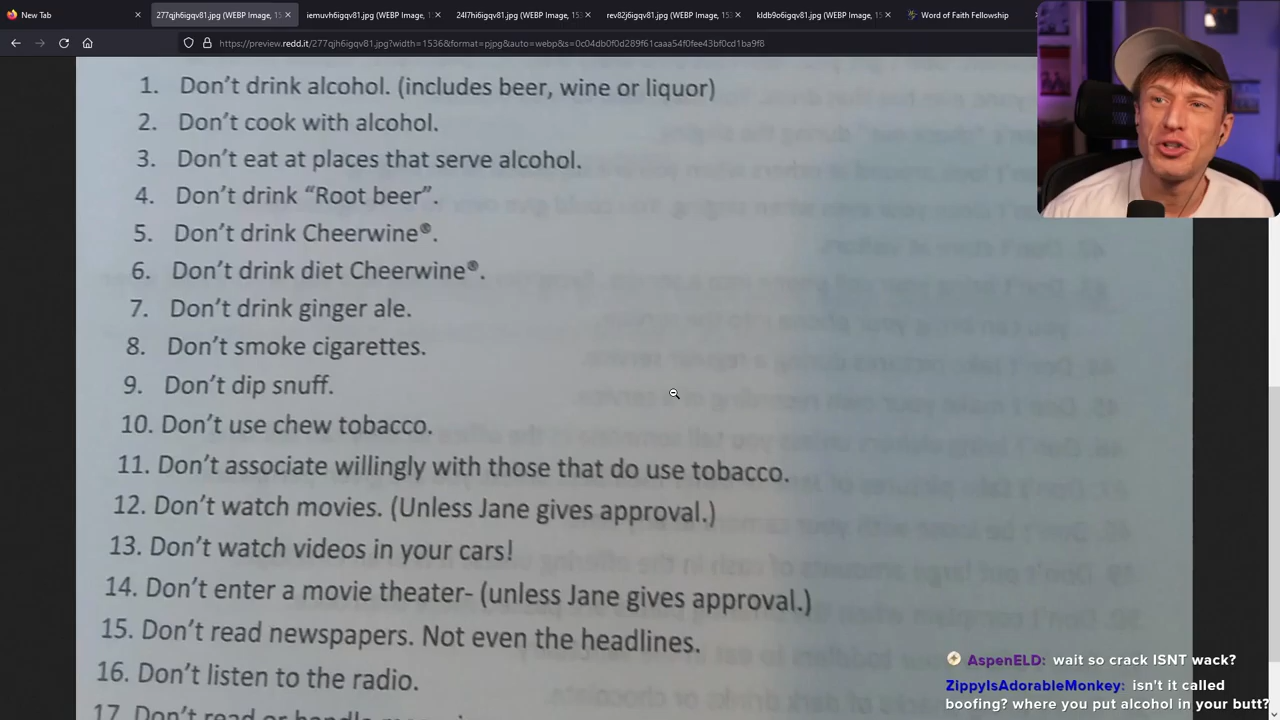 New Tab
277qjh6igqv81.jpg (WEBP Image, 15
iemuvh6igqv81.jpg (WEBP Image,
24l7hi6igqv81.jpg (WEBP Image, 153
rev82j6igqv81.jpg (WEBP Image, 153
kldb9o6igqv81.jpg (WEBP Image, 15
Word of Faith Fellowship
https://preview.redd.it/277qjh6igqv81.jpg?width=1536&format=pjpg&auto=webp&s=0c04db0f0d289f61caaa54f0fee43bf0cd1ba9f8
1. Don't drink alcohol. (includes beer, wine or liquor)
2. Don't cook with alcohol.
3. Don't eat at places that serve alcohol.
4. Don't drink “Root beer”.
5. Don't drink Cheerwine®.
6. Don't drink diet Cheerwine®.
7. Don't drink ginger ale.
8. Don't smoke cigarettes.
9. Don't dip snuff.
10. Don't use chew tobacco.
11. Don't associate willingly with those that do use tobacco.
12. Don't watch movies. (Unless Jane gives approval.)
13. Don't watch videos in your cars!
14. Don't enter a movie theater- (unless Jane gives approval.)
15. Don't read newspapers. Not even the headlines.
16. Don't listen to the radio.
17. Don't read or handle
AspenELD: wait so crack ISNT wack?
ZippyIsAdorableMonkey: isn't it called
boofing? where you put alcohol in your butt?